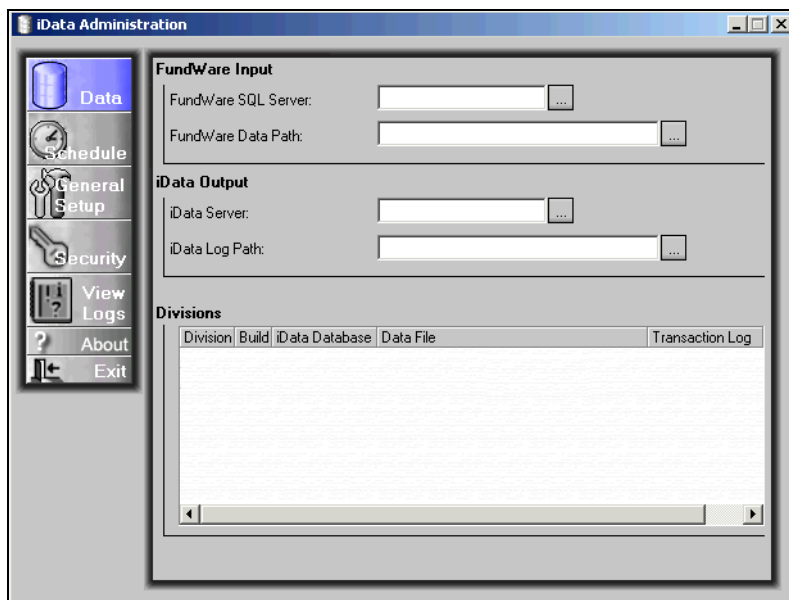 iData Administration
Data
Schedule
General
Setup
Security
View
Logs
About
Exit
FundWare Input
FundWare SQL Server:
...
FundWare Data Path:
...
iData Output
iData Server:
...
iData Log Path:
...
Divisions
Division Build iData Database Data File Transaction Log